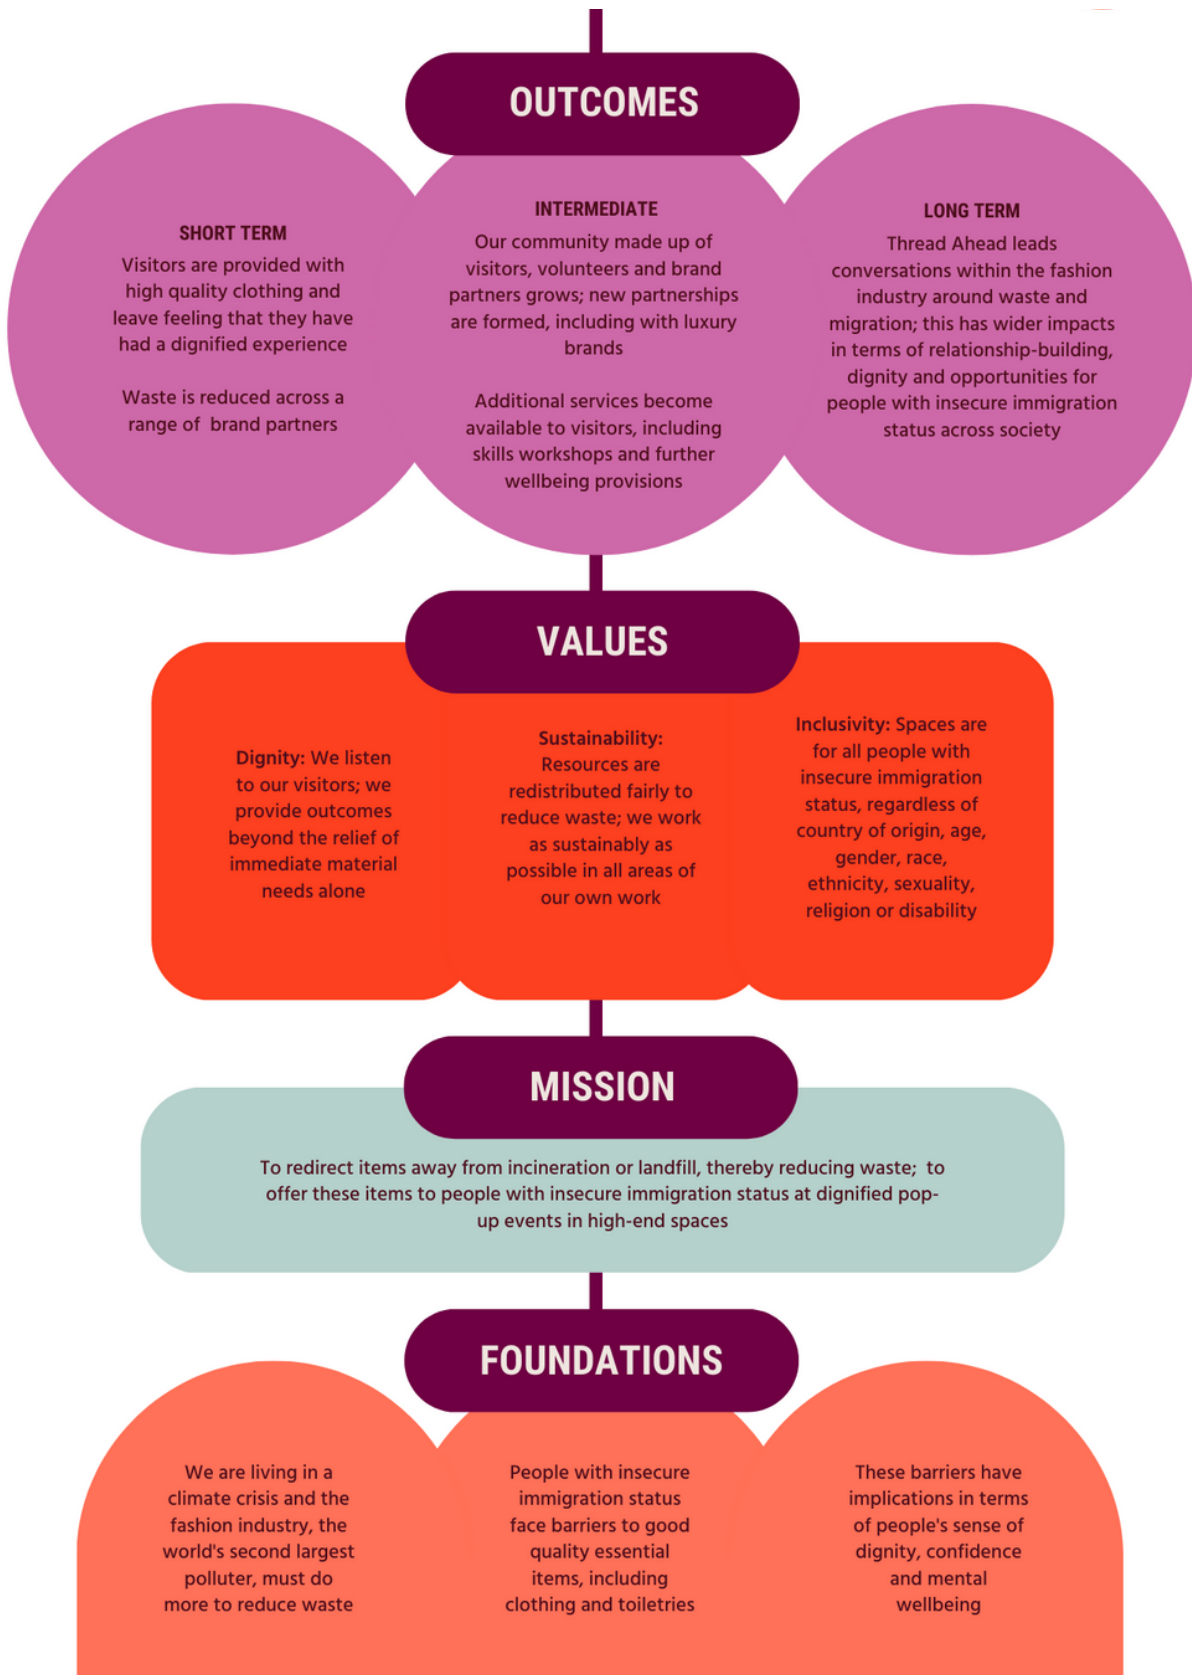 OUTCOMES
SHORT TERM
Visitors are provided with
high quality clothing and
leave feeling that they have
had a dignified experience
Waste is reduced across a
range of brand partners
INTERMEDIATE
Our community made up of
visitors, volunteers and brand
partners grows; new partnerships
are formed, including with luxury
brands
Additional services become
available to visitors, including
skills workshops and further
wellbeing provisions
LONG TERM
Thread Ahead leads
conversations within the fashion
industry around waste and
migration; this has wider impacts
in terms of relationship-building,
dignity and opportunities for
people with insecure immigration
status across society
VALUES
Dignity: We listen
to our visitors; we
provide outcomes
beyond the relief of
immediate material
needs alone
Sustainability:
Resources are
redistributed fairly to
reduce waste; we work
as sustainably as
possible in all areas of
our own work
Inclusivity: Spaces are
for all people with
insecure immigration
status, regardless of
country of origin, age,
gender, race,
ethnicity, sexuality,
religion or disability
MISSION
To redirect items away from incineration or landfill, thereby reducing waste; to
offer these items to people with insecure immigration status at dignified pop-
up events in high-end spaces
FOUNDATIONS
We are living in a
climate crisis and the
fashion industry, the
world's second largest
polluter, must do
more to reduce waste
People with insecure
immigration status
face barriers to good
quality essential
items, including
clothing and toiletries
These barriers have
implications in terms
of people's sense of
dignity, confidence
and mental
wellbeing